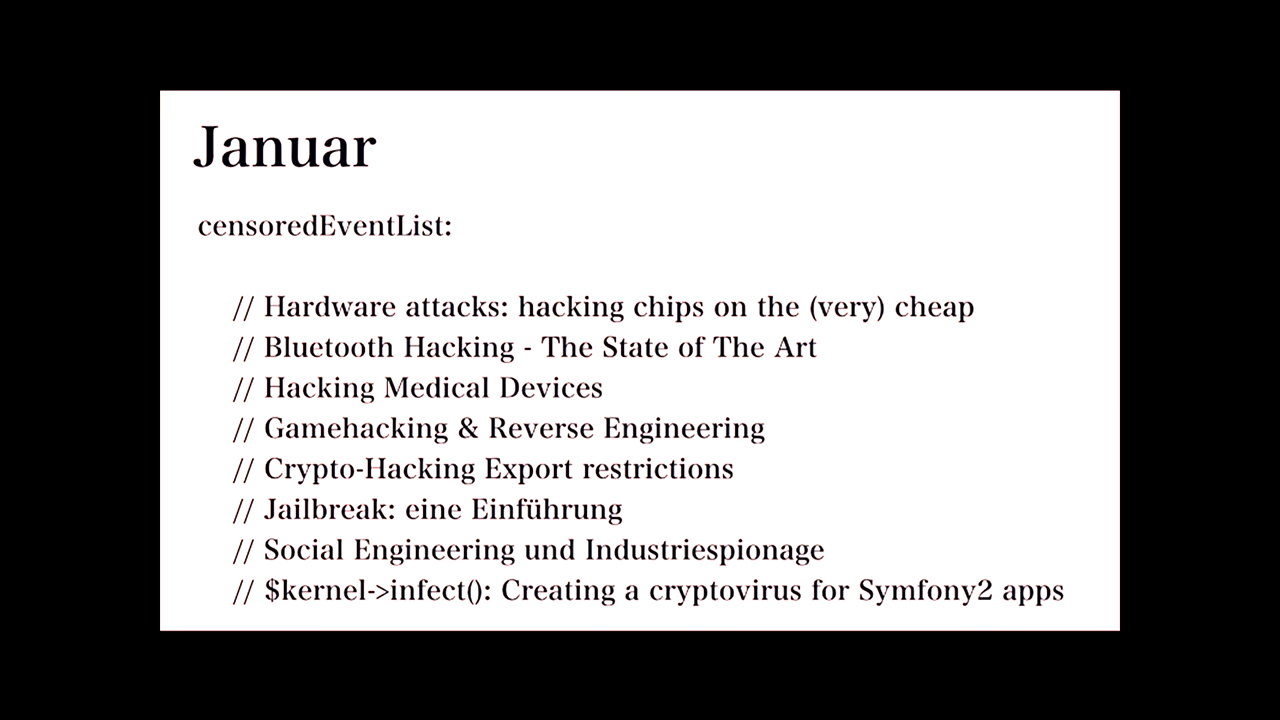 Januar
censoredEventList:
// Hardware attacks: hacking chips on the (very) cheap
// Bluetooth Hacking - The State of The Art
// Hacking Medical Devices
// Gamehacking & Reverse Engineering
// Crypto-Hacking Export restrictions
// Jailbreak: eine Einführung
// Social Engineering und Industriespionage
// $kernel->infect(): Creating a cryptovirus for Symfony2 apps